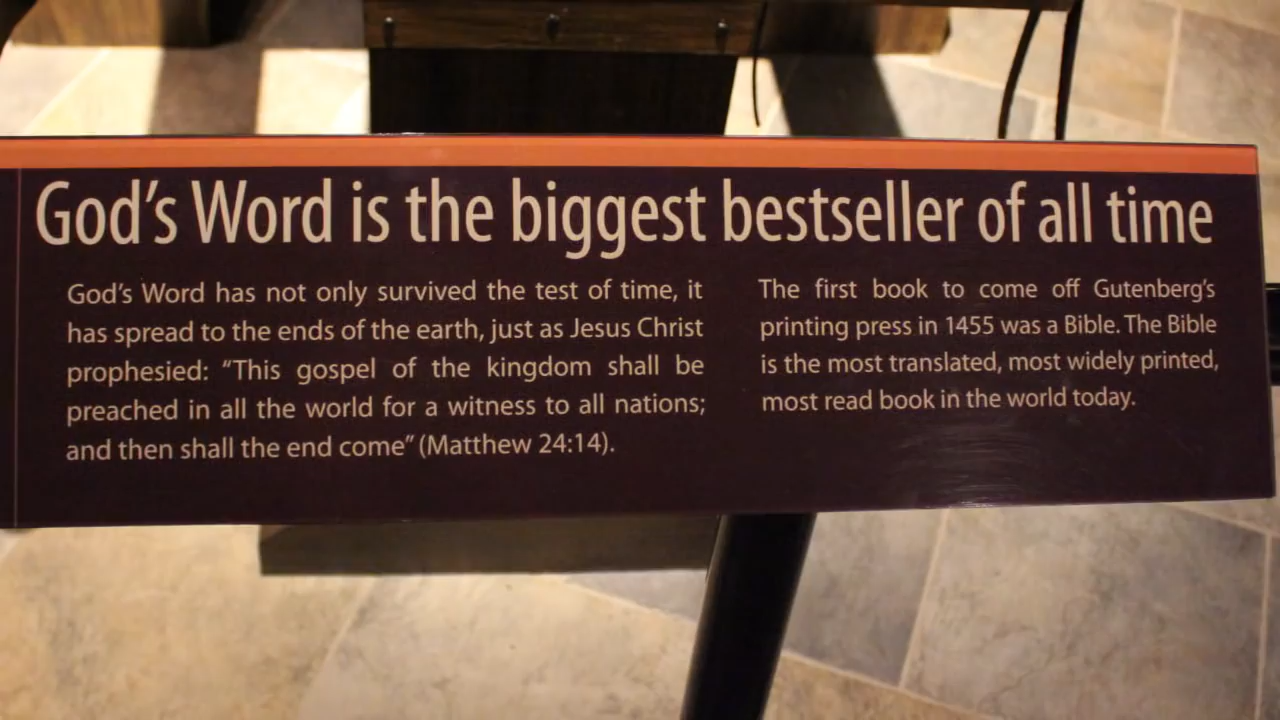 God's Word is the biggest bestseller of all time
God's Word has not only survived the test of time, it
has spread to the ends of the earth, just as Jesus Christ
prophesied: “This gospel of the kingdom shall be
preached in all the world for a witness to all nations;
and then shall the end come” (Matthew 24:14).
The first book to come off Gutenberg's
printing press in 1455 was a Bible. The Bible
is the most translated, most widely printed,
most read book in the world today.